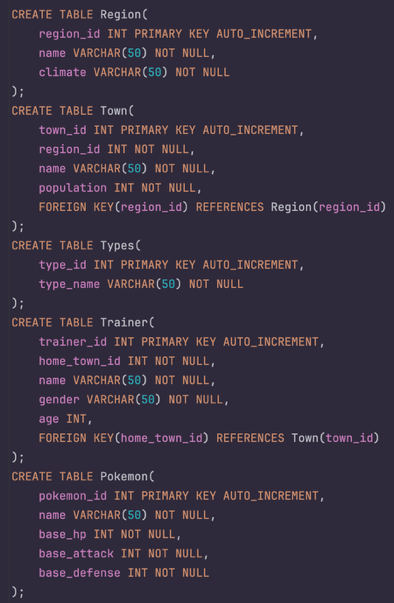 CREATE TABLE Region(
    region_id INT PRIMARY KEY AUTO_INCREMENT,
    name VARCHAR(50) NOT NULL,
    climate VARCHAR(50) NOT NULL
);
CREATE TABLE Town(
    town_id INT PRIMARY KEY AUTO_INCREMENT,
    region_id INT NOT NULL,
    name VARCHAR(50) NOT NULL,
    population INT NOT NULL,
    FOREIGN KEY(region_id) REFERENCES Region(region_id)
);
CREATE TABLE Types(
    type_id INT PRIMARY KEY AUTO_INCREMENT,
    type_name VARCHAR(50) NOT NULL
);
CREATE TABLE Trainer(
    trainer_id INT PRIMARY KEY AUTO_INCREMENT,
    home_town_id INT NOT NULL,
    name VARCHAR(50) NOT NULL,
    gender VARCHAR(50) NOT NULL,
    age INT,
    FOREIGN KEY(home_town_id) REFERENCES Town(town_id)
);
CREATE TABLE Pokemon(
    pokemon_id INT PRIMARY KEY AUTO_INCREMENT,
    name VARCHAR(50) NOT NULL,
    base_hp INT NOT NULL,
    base_attack INT NOT NULL,
    base_defense INT NOT NULL
);